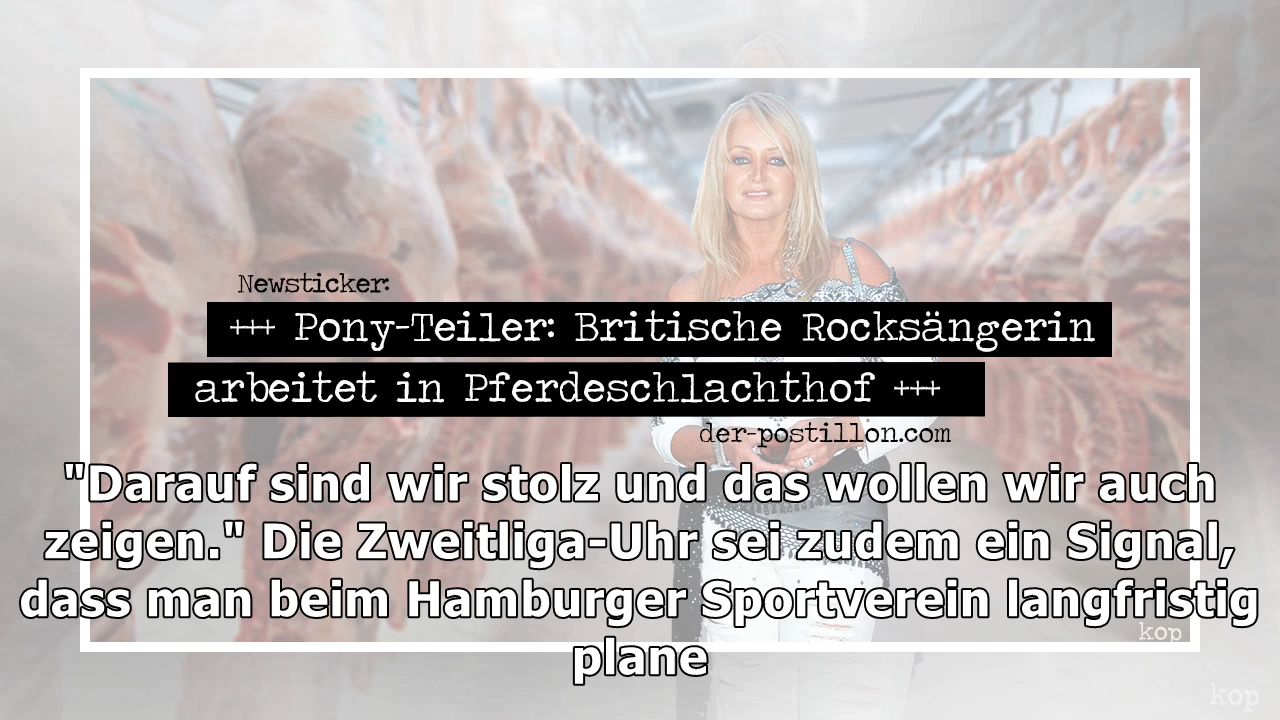 Newsticker:
+++ Pony-Teiler: Britische Rocksängerin
arbeitet in Pferdeschlachthof +++
der-postillon.com
"Darauf sind wir stolz und das wollen wir auch
zeigen." Die Zweitliga-Uhr sei zudem ein Signal,
dass man beim Hamburger Sportverein langfristig
plane
kop
kop